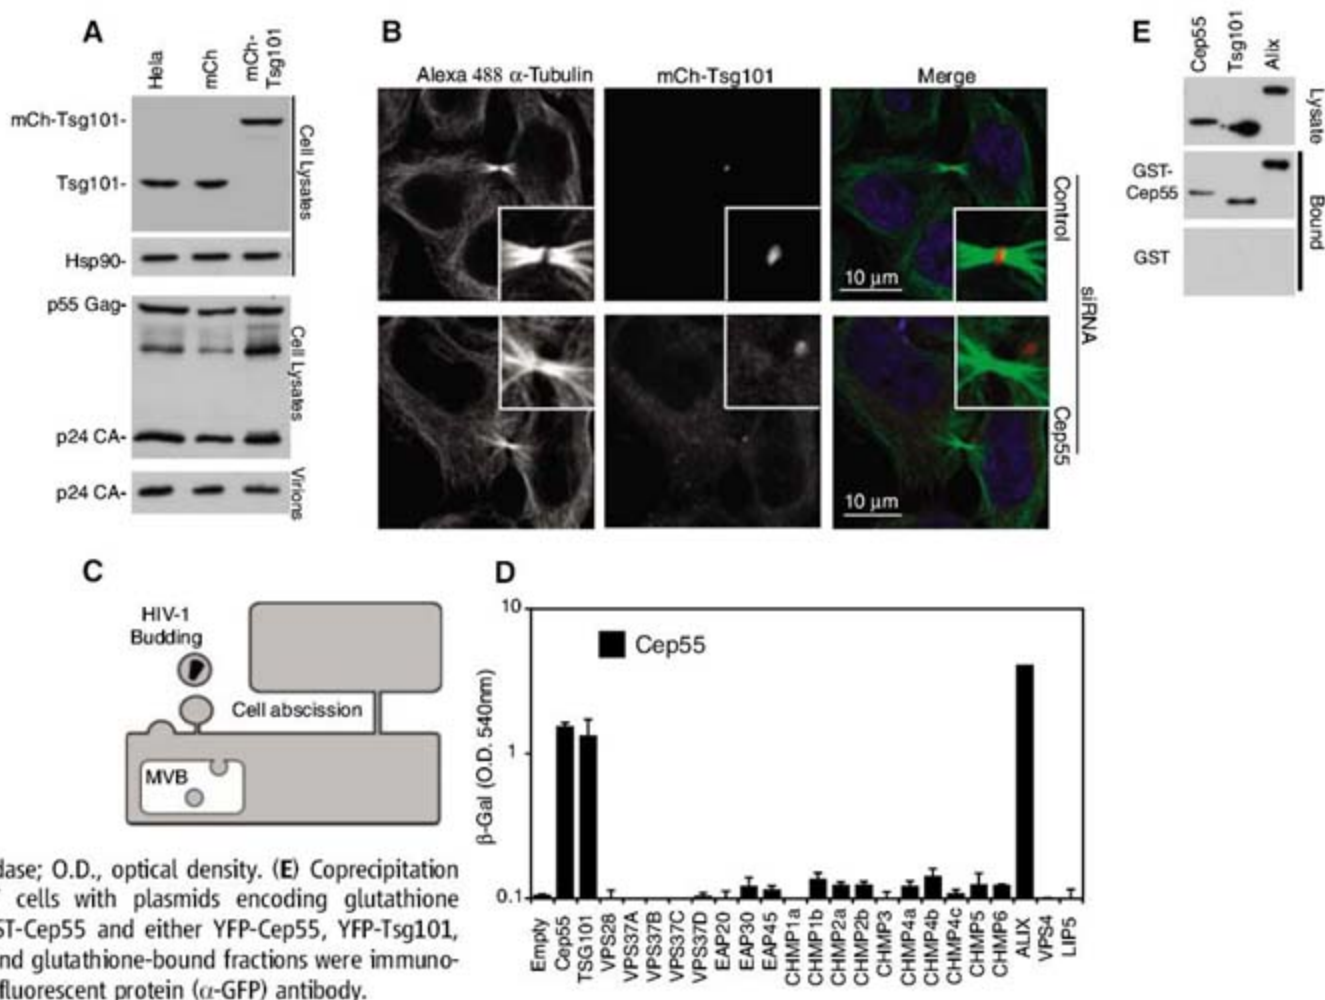 A
Hela
mCh
mCh-
Tsg101
mCh-Tsg101-
Tsg101-
Hsp90-
Cell Lysates
p55 Gag-
p24 CA-
Cell Lysates
p24 CA-
Virions
B
Alexa 488 α-Tubulin
mCh-Tsg101
Merge
10 µm
Control
siRNA
10 µm
Cep55
E
Cep55
Tsg101
Alix
Lysate
GST-
Cep55
GST
Bound
C
HIV-1
Budding
Cell abscission
MVB
D
10
1
0.1
β-Gal (O.D. 540nm)
Cep55
Empty
Cep55
TSG101
VPS28
VPS37A
VPS37B
VPS37C
VPS37D
EAP20
EAP30
EAP45
CHMP1a
CHMP1b
CHMP2a
CHMP2b
CHMP3
CHMP4a
CHMP4b
CHMP4c
CHMP5
CHMP6
ALIX
VPS4
LIP5
dase; O.D., optical density. (E) Coprecipitation
cells with plasmids encoding glutathione
ST-Cep55 and either YFP-Cep55, YFP-Tsg101,
nd glutathione-bound fractions were immuno-
fluorescent protein (α-GFP) antibody.